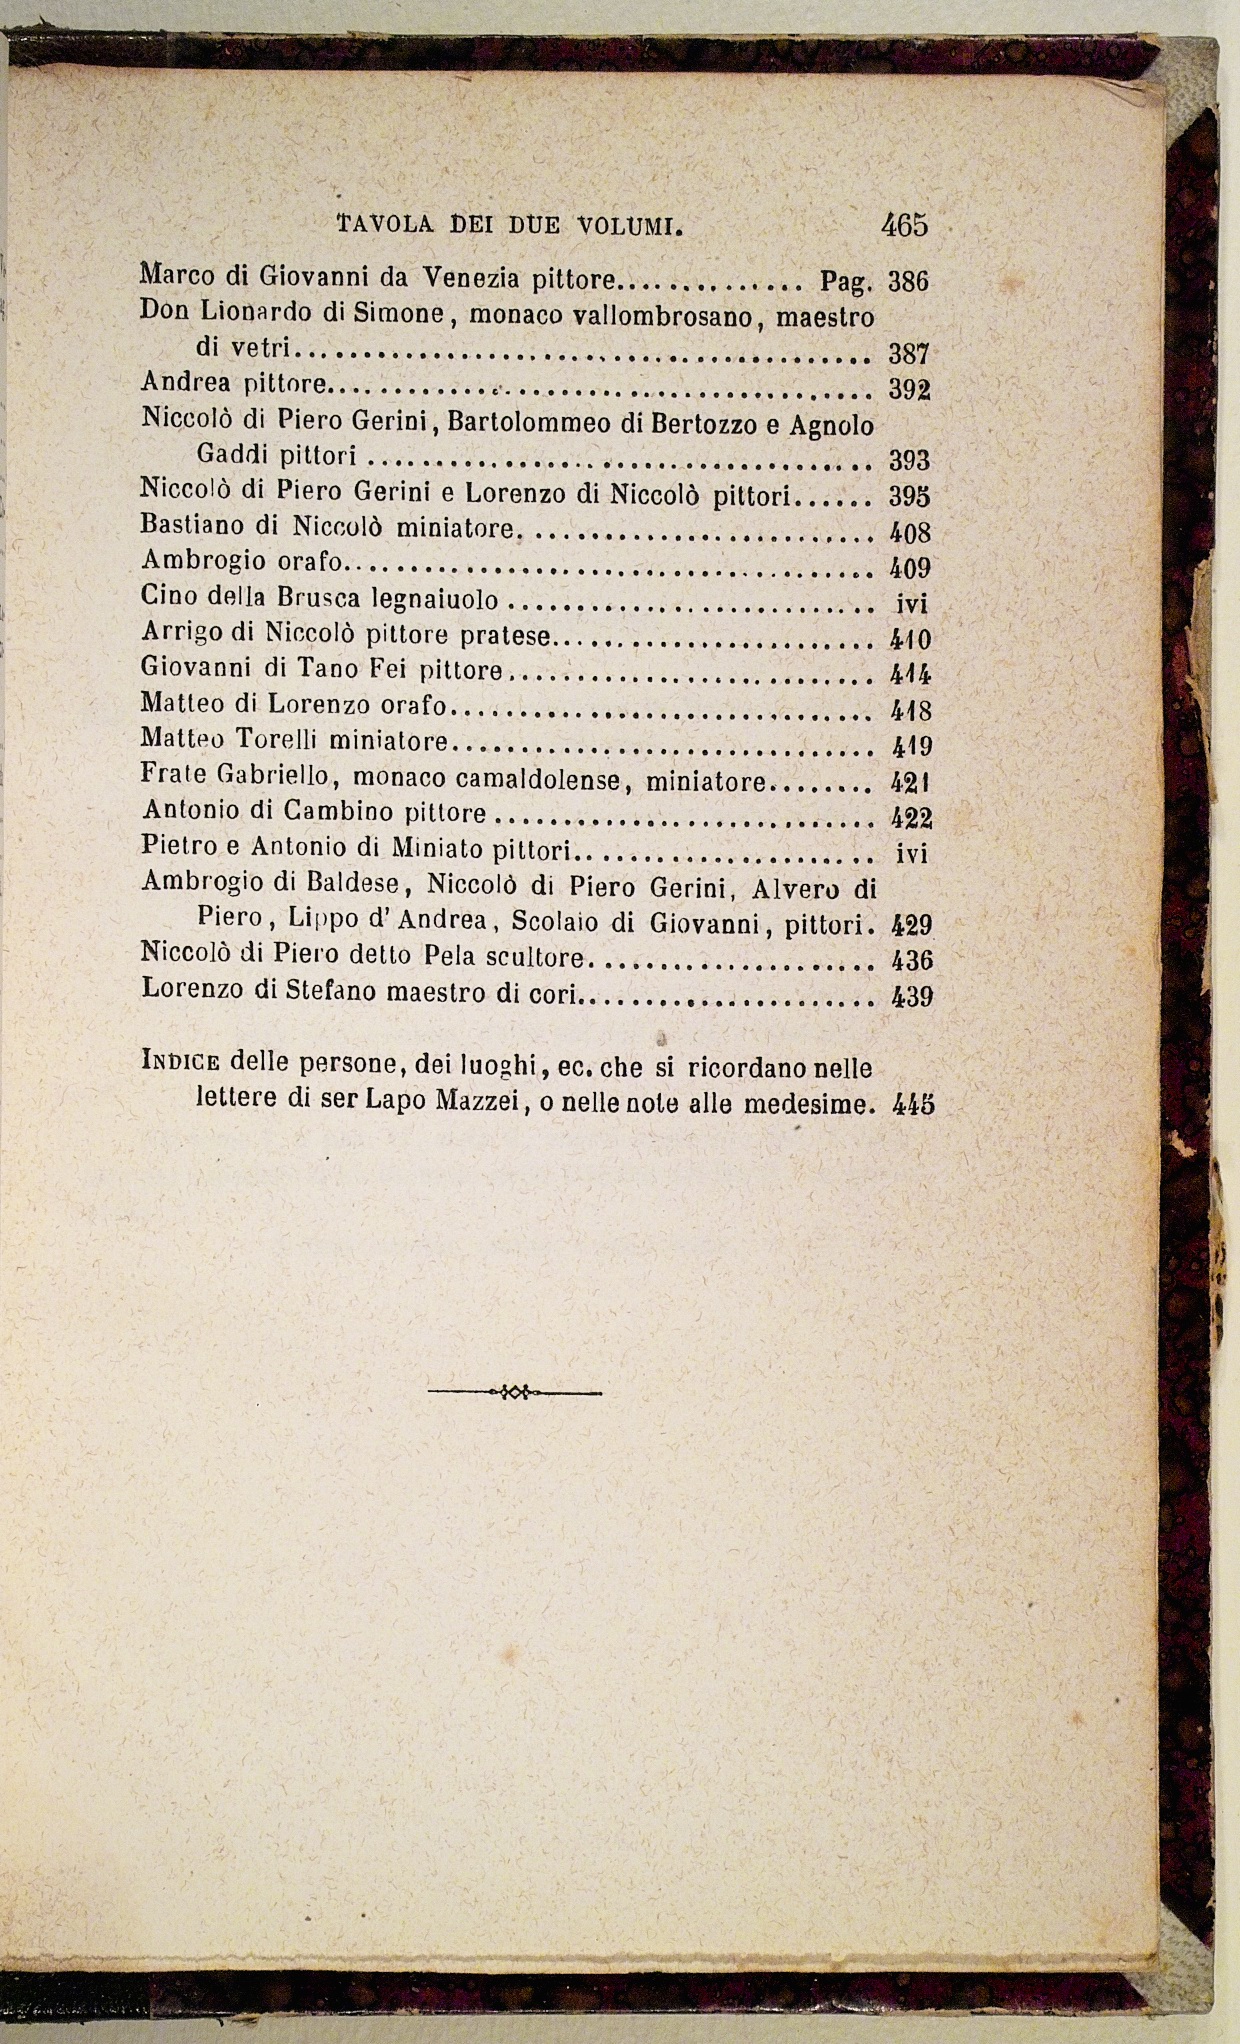 TAVOLA DEI DUE VOLUMI. 465
Marco di Giovanni da Venezia pittore.............. Pag. 386
Don Lionardo di Simone, monaco vallombrosano, maestro
di vetri.......................................... 387
Andrea pittore........................................ 392
Niccolò di Piero Gerini, Bartolommeo di Bertozzo e Agnolo
Gaddi pittori ..................................... 393
Niccolò di Piero Gerini e Lorenzo di Niccolò pittori...... 395
Bastiano di Niccolò miniatore. ......................... 408
Ambrogio orafo....................................... 409
Cino della Brusca legnaiuolo ........................... ivi
Arrigo di Niccolò pittore pratese........................ 410
Giovanni di Tano Fei pittore........................... 414
Matteo di Lorenzo orafo............................... 418
Matteo Torelli miniatore............................... 419
Frate Gabriello, monaco camaldolense, miniatore........ 421
Antonio di Cambino pittore ............................ 422
Pietro e Antonio di Miniato pittori...................... ivi
Ambrogio di Baldese, Niccolò di Piero Gerini, Alvero di
Piero, Lippo d' Andrea, Scolaio di Giovanni, pittori. 429
Niccolò di Piero detto Pela scultore..................... 436
Lorenzo di Stefano maestro di cori...................... 439
INDICE delle persone, dei luoghi, ec. che si ricordano nelle
lettere di ser Lapo Mazzei, o nelle note alle medesime. 445